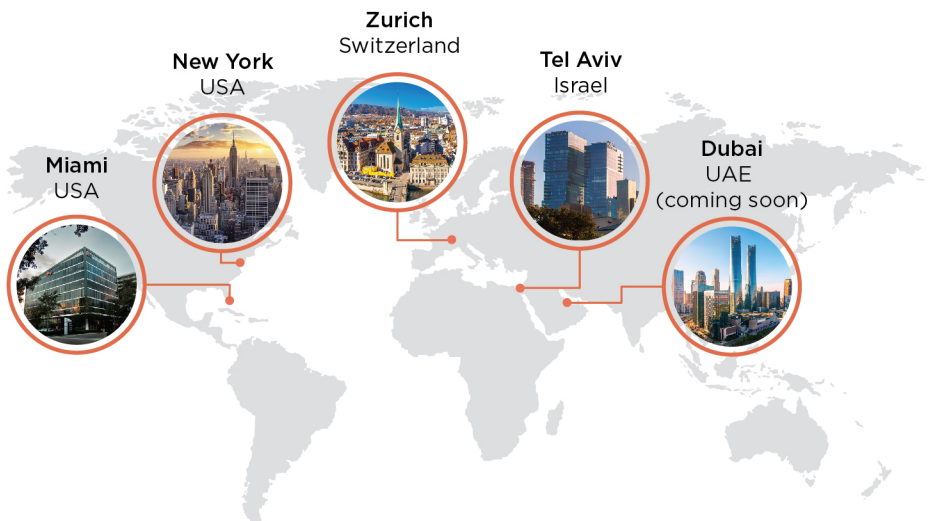 Zurich
Switzerland
New York
USA
Tel Aviv
Israel
Miami
USA
Dubai
UAE
(coming soon)